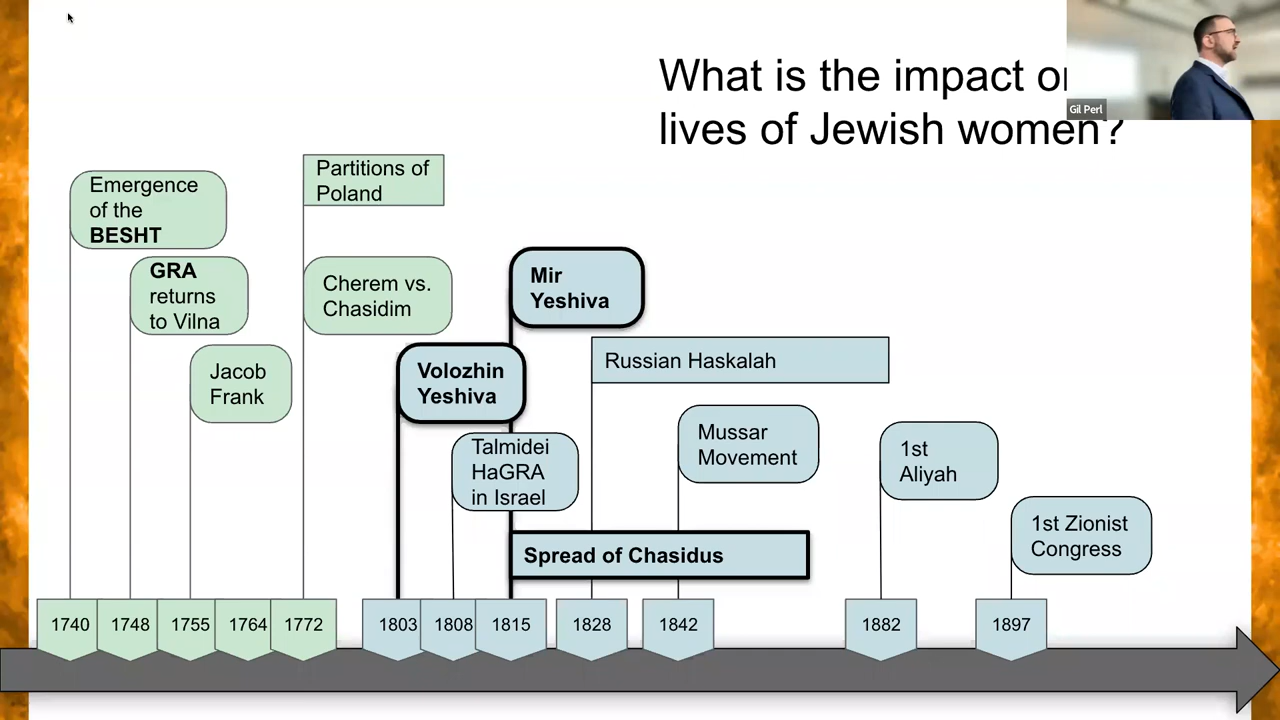 What is the impact
lives of Jewish women?
Gil Perl
Partitions of
Poland
Emergence
of the
BESHT
GRA
returns
to Vilna
Cherem vs.
Chasidim
Mir
Yeshiva
Jacob
Frank
Volozhin
Yeshiva
Russian Haskalah
Talmidei
HaGRA
in Israel
Mussar
Movement
1st
Aliyah
1st Zionist
Congress
Spread of Chasidus
1740
1748
1755
1764
1772
1803
1808
1815
1828
1842
1882
1897